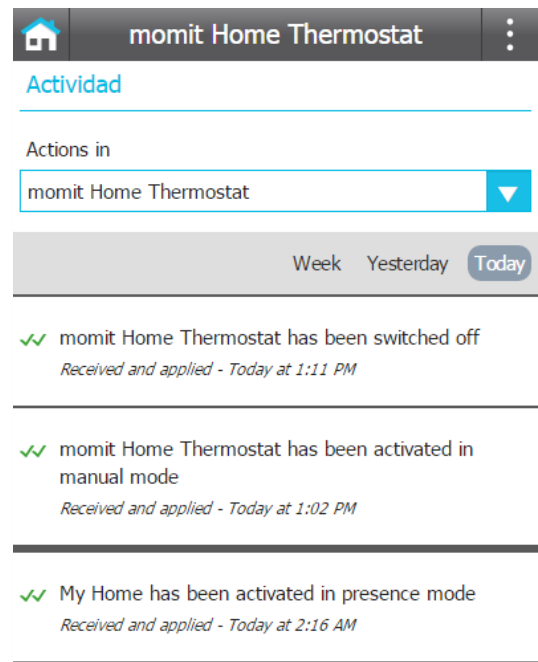 momit Home Thermostat
Actividad
Actions in
momit Home Thermostat
Week Yesterday Today
momit Home Thermostat has been switched off
Received and applied - Today at 1:11 PM
momit Home Thermostat has been activated in
manual mode
Received and applied - Today at 1:02 PM
My Home has been activated in presence mode
Received and applied - Today at 2:16 AM